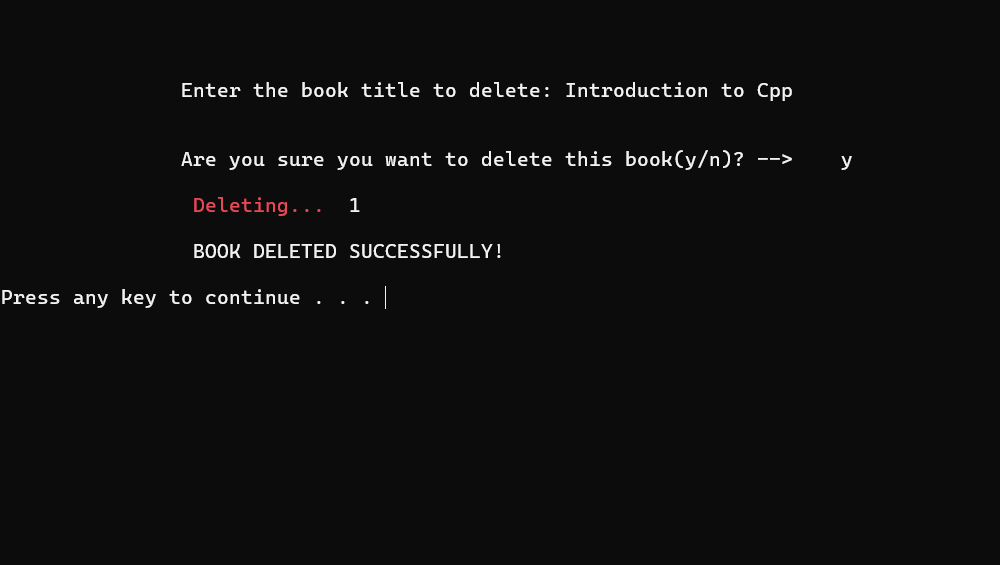 Enter the book title to delete: Introduction to Cpp
Are you sure you want to delete this book(y/n)? -->    y
Deleting...  1
BOOK DELETED SUCCESSFULLY!
Press any key to continue . . .